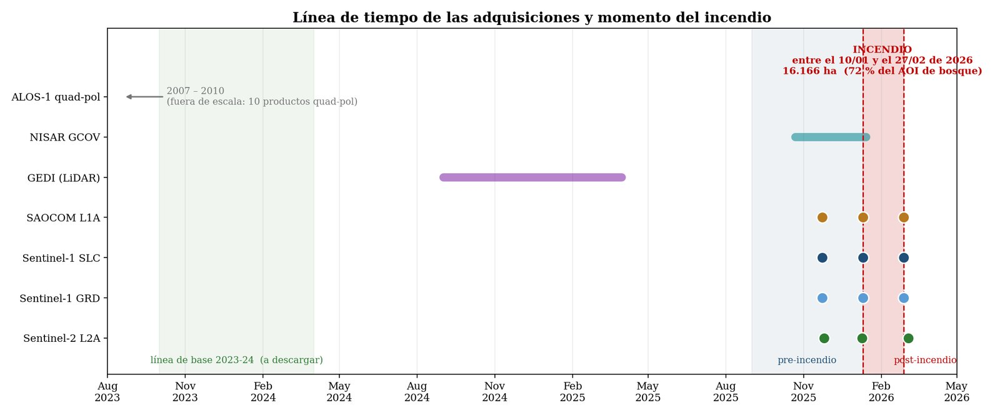 Línea de tiempo de las adquisiciones y momento del incendio
INCENDIO
entre el 10/01 y el 27/02 de 2026
16.166 ha  (72 % del AOI de bosque)
ALOS-1 quad-pol
2007 – 2010
(fuera de escala: 10 productos quad-pol)
NISAR GCOV
GEDI (LiDAR)
SAOCOM L1A
Sentinel-1 SLC
Sentinel-1 GRD
Sentinel-2 L2A
línea de base 2023-24  (a descargar)
pre-incendio
post-incendio
Aug
2023
Nov
2023
Feb
2024
May
2024
Aug
2024
Nov
2024
Feb
2025
May
2025
Aug
2025
Nov
2025
Feb
2026
May
2026